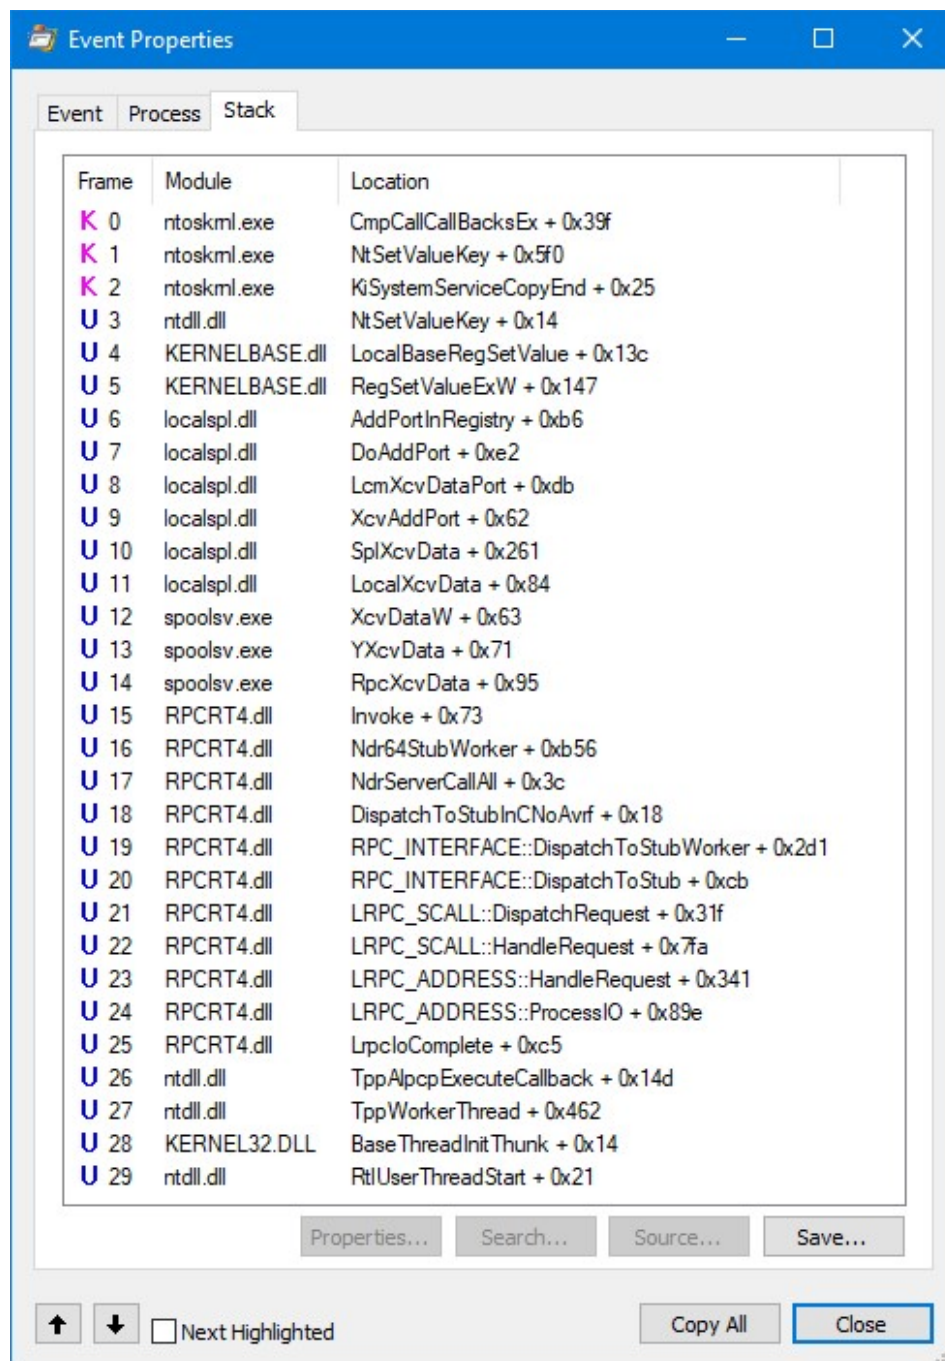 Event Properties
Event Process Stack
Frame Module Location
K 0 ntoskrnl.exe CmpCallCallBacksEx + 0x39f
K 1 ntoskrnl.exe NtSetValueKey + 0x5f0
K 2 ntoskrnl.exe KiSystemServiceCopyEnd + 0x25
U 3 ntdll.dll NtSetValueKey + 0x14
U 4 KERNELBASE.dll LocalBaseRegSetValue + 0x13c
U 5 KERNELBASE.dll RegSetValueExW + 0x147
U 6 localspl.dll AddPortInRegistry + 0xb6
U 7 localspl.dll DoAddPort + 0xe2
U 8 localspl.dll LcmXcvDataPort + 0xdb
U 9 localspl.dll XcvAddPort + 0x62
U 10 localspl.dll SplXcvData + 0x261
U 11 localspl.dll LocalXcvData + 0x84
U 12 spoolsv.exe XcvDataW + 0x63
U 13 spoolsv.exe YXcvData + 0x71
U 14 spoolsv.exe RpcXcvData + 0x95
U 15 RPCRT4.dll Invoke + 0x73
U 16 RPCRT4.dll Ndr64StubWorker + 0xb56
U 17 RPCRT4.dll NdrServerCallAll + 0x3c
U 18 RPCRT4.dll DispatchToStubInCNoAvrf + 0x18
U 19 RPCRT4.dll RPC_INTERFACE::DispatchToStubWorker + 0x2d1
U 20 RPCRT4.dll RPC_INTERFACE::DispatchToStub + 0xcb
U 21 RPCRT4.dll LRPC_SCALL::DispatchRequest + 0x31f
U 22 RPCRT4.dll LRPC_SCALL::HandleRequest + 0x7fa
U 23 RPCRT4.dll LRPC_ADDRESS::HandleRequest + 0x341
U 24 RPCRT4.dll LRPC_ADDRESS::ProcessIO + 0x89e
U 25 RPCRT4.dll LrpcIoComplete + 0xc5
U 26 ntdll.dll TppAlpcpExecuteCallback + 0x14d
U 27 ntdll.dll TppWorkerThread + 0x462
U 28 KERNEL32.DLL BaseThreadInitThunk + 0x14
U 29 ntdll.dll RtlUserThreadStart + 0x21
Properties... Search... Source... Save...
Next Highlighted Copy All Close